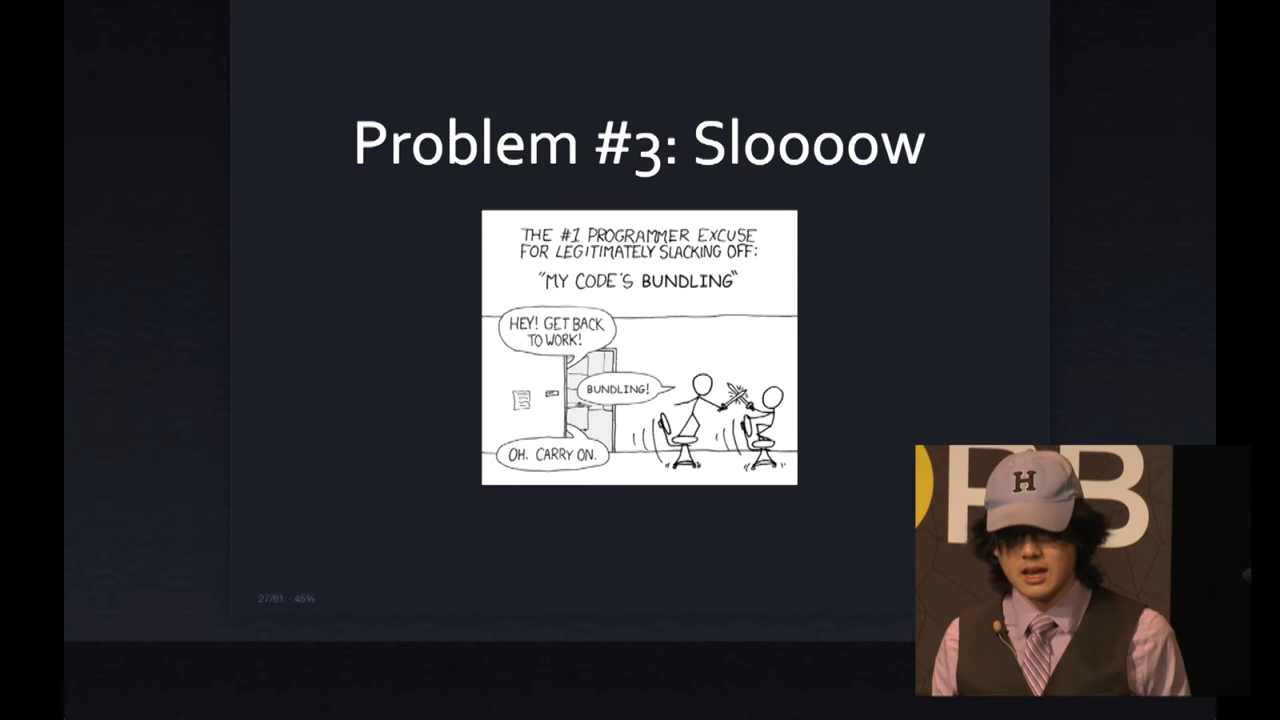 Problem #3: Sloooow
THE #1 PROGRAMMER EXCUSE
FOR LEGITIMATELY SLACKING OFF:
"MY CODE'S BUNDLING"
HEY! GET BACK
TO WORK!
BUNDLING!
OH. CARRY ON.
27/61 · 45%
H
RB